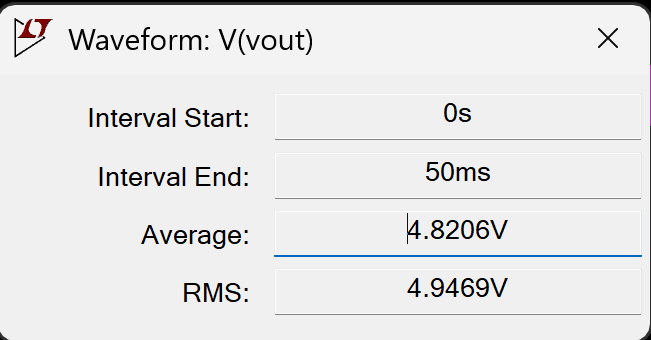 Waveform: V(vout)
Interval Start: 0s
Interval End: 50ms
Average: 4.8206V
RMS: 4.9469V